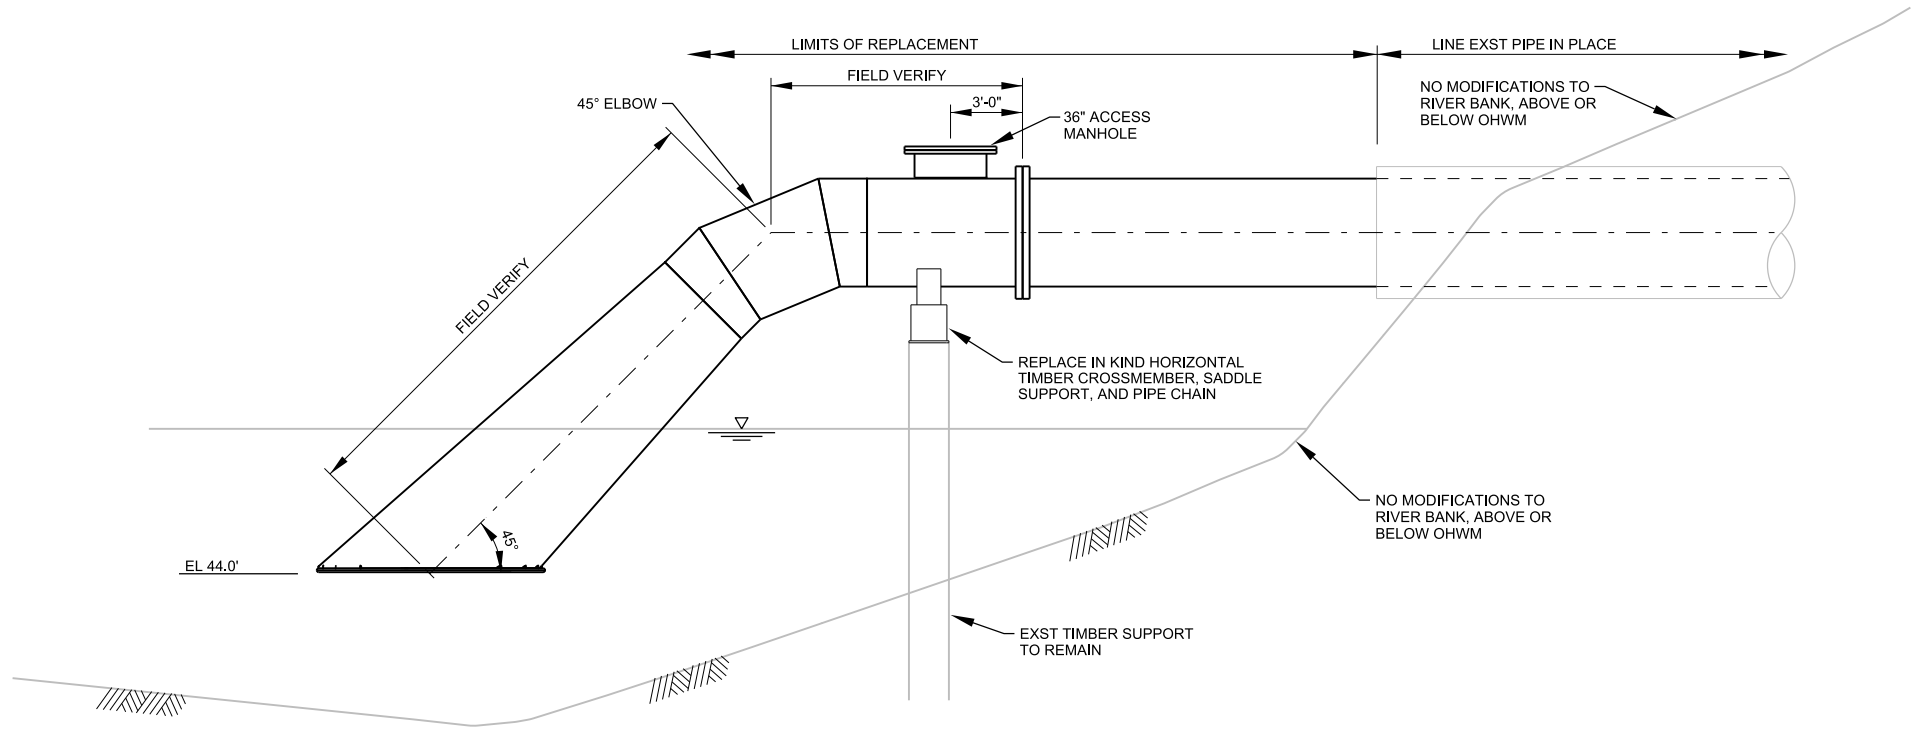 LIMITS OF REPLACEMENT
LINE EXST PIPE IN PLACE
FIELD VERIFY
3'-0"
45° ELBOW
36" ACCESS
MANHOLE
NO MODIFICATIONS TO
RIVER BANK, ABOVE OR
BELOW OHWM
FIELD VERIFY
REPLACE IN KIND HORIZONTAL
TIMBER CROSSMEMBER, SADDLE
SUPPORT, AND PIPE CHAIN
45°
EL 44.0'
NO MODIFICATIONS TO
RIVER BANK, ABOVE OR
BELOW OHWM
EXST TIMBER SUPPORT
TO REMAIN